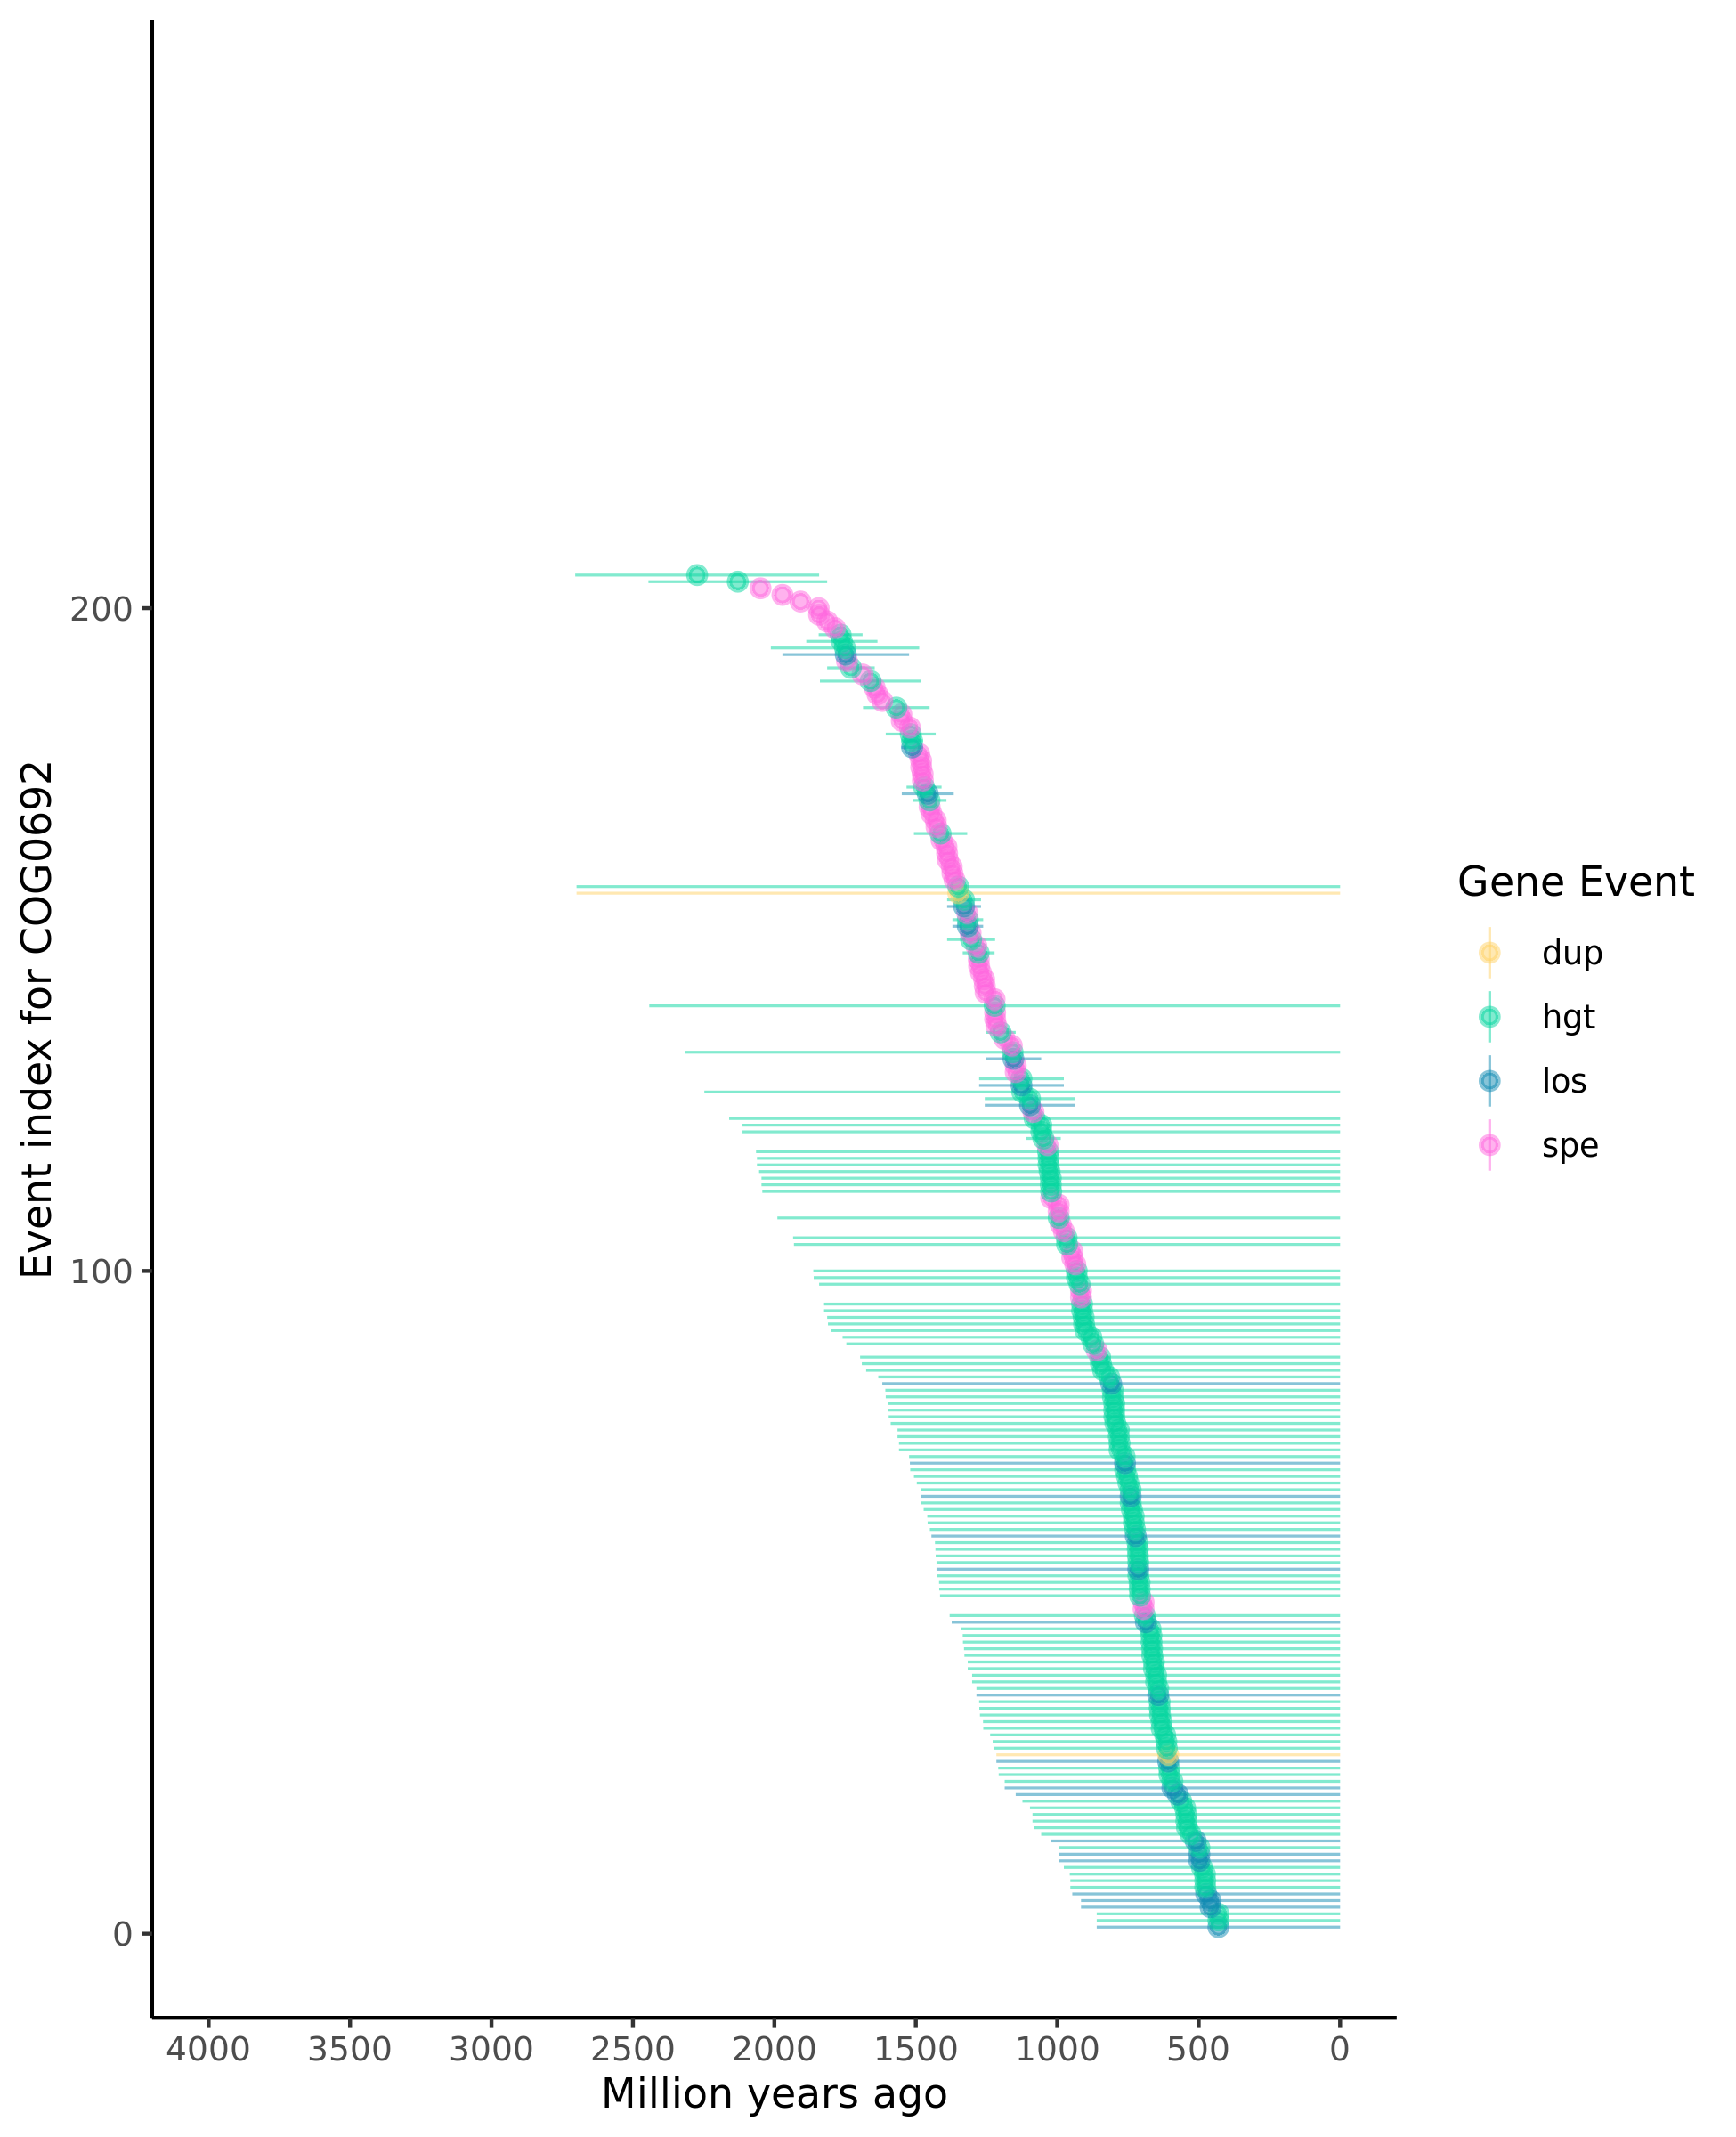 Event index for COG0692
200
100
0
4000 3500 3000 2500 2000 1500 1000 500 0
Million years ago
Gene Event
dup
hgt
los
spe